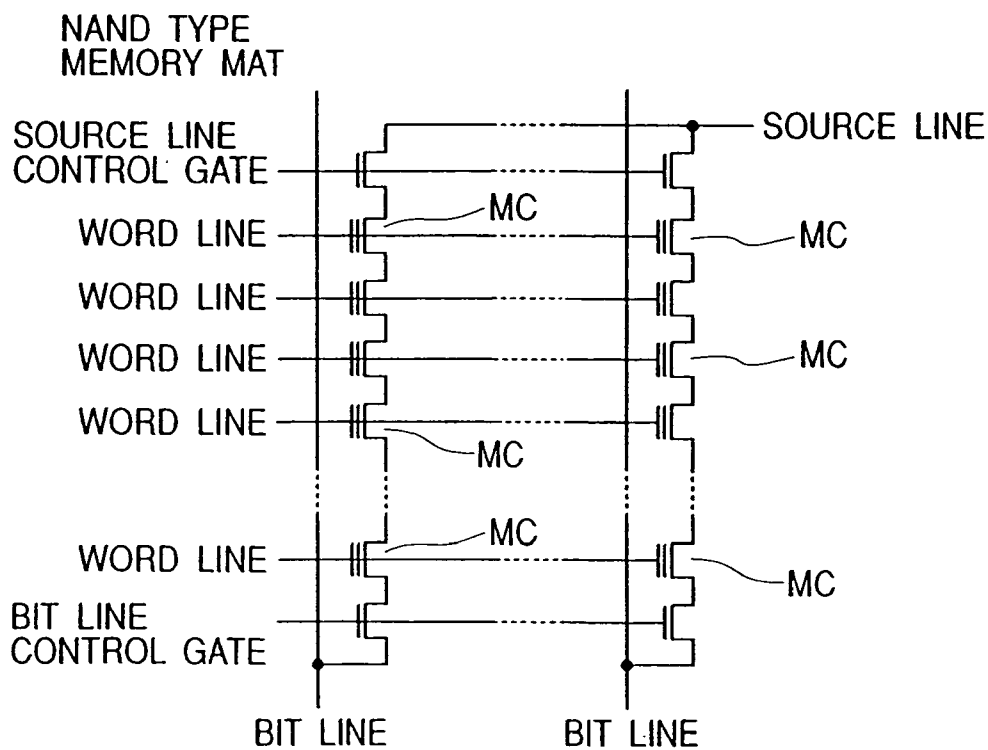 NAND TYPE
MEMORY MAT
SOURCE LINE
CONTROL GATE
SOURCE LINE
WORD LINE
MC
MC
WORD LINE
WORD LINE
MC
WORD LINE
MC
WORD LINE
MC
MC
BIT LINE
CONTROL GATE
BIT LINE
BIT LINE